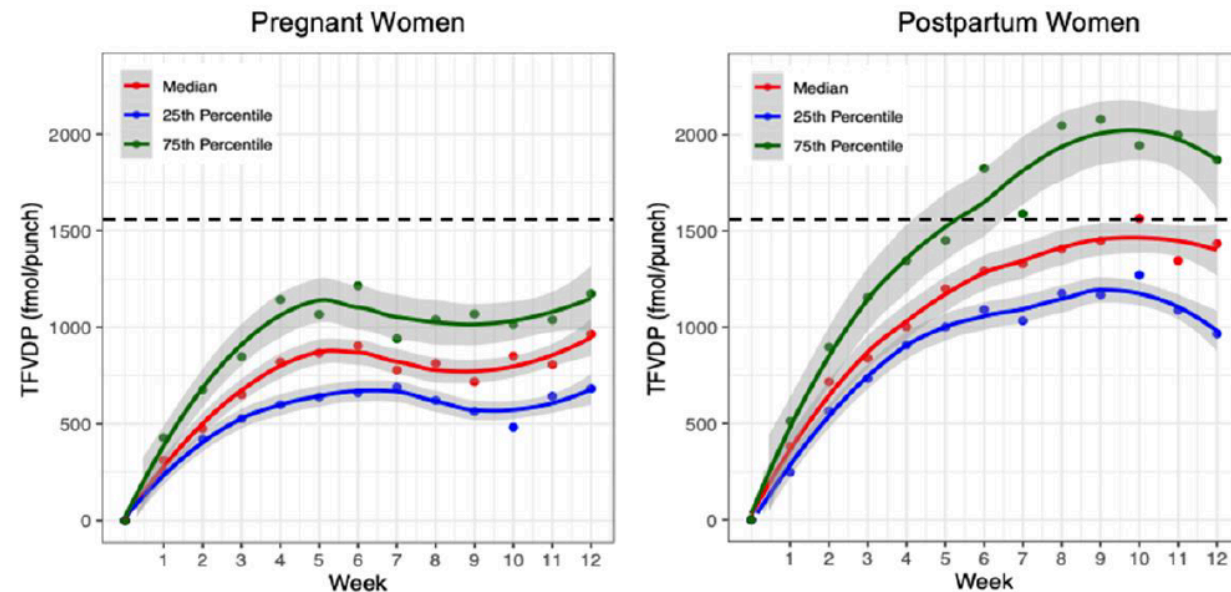 Pregnant Women
TFVDP (fmol/punch)
2000
1500
1000
500
0
Median
25th Percentile
75th Percentile
1 2 3 4 5 6 7 8 9 10 11 12
Week
Postpartum Women
TFVDP (fmol/punch)
2000
1500
1000
500
0
Median
25th Percentile
75th Percentile
1 2 3 4 5 6 7 8 9 10 11 12
Week